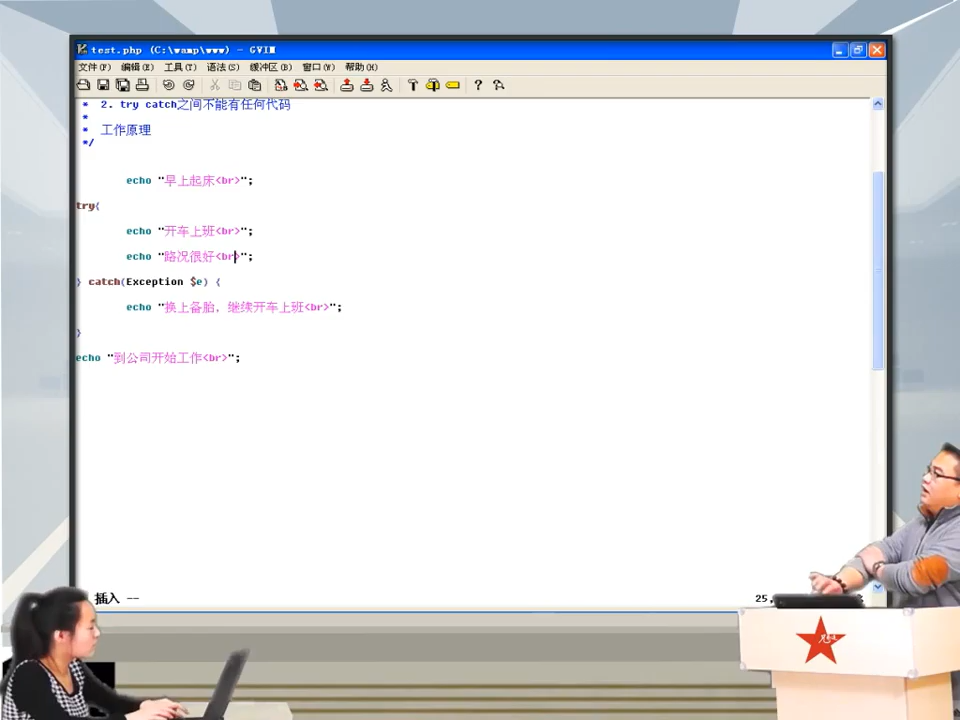 test.php (C:\wamp\www) - GVIM
文件(F) 编辑(E) 工具(T) 语法(S) 缓冲区(B) 窗口(W) 帮助(H)
* 2. try catch之间不能有任何代码
*
* 工作原理
*/
echo "早上起床<br>";
try{
echo "开车上班<br>";
echo "路况很好<br>";
} catch(Exception $e) {
echo "换上备胎, 继续开车上班<br>";
}
echo "到公司开始工作<br>";
插入 --
25,